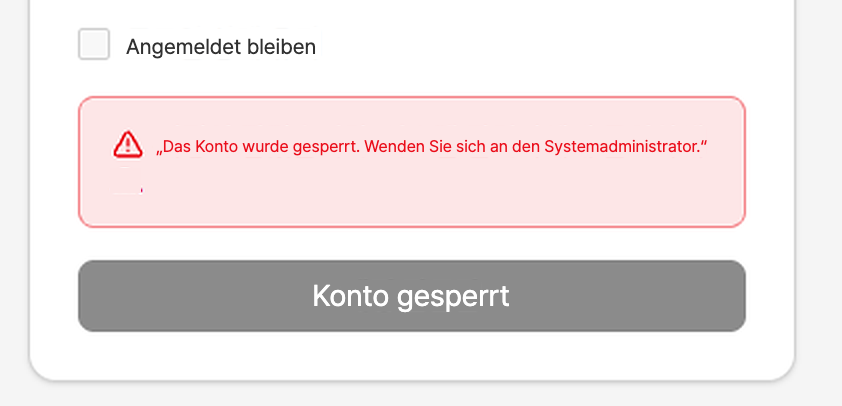 Angemeldet bleiben
„Das Konto wurde gesperrt. Wenden Sie sich an den Systemadministrator.“
Konto gesperrt